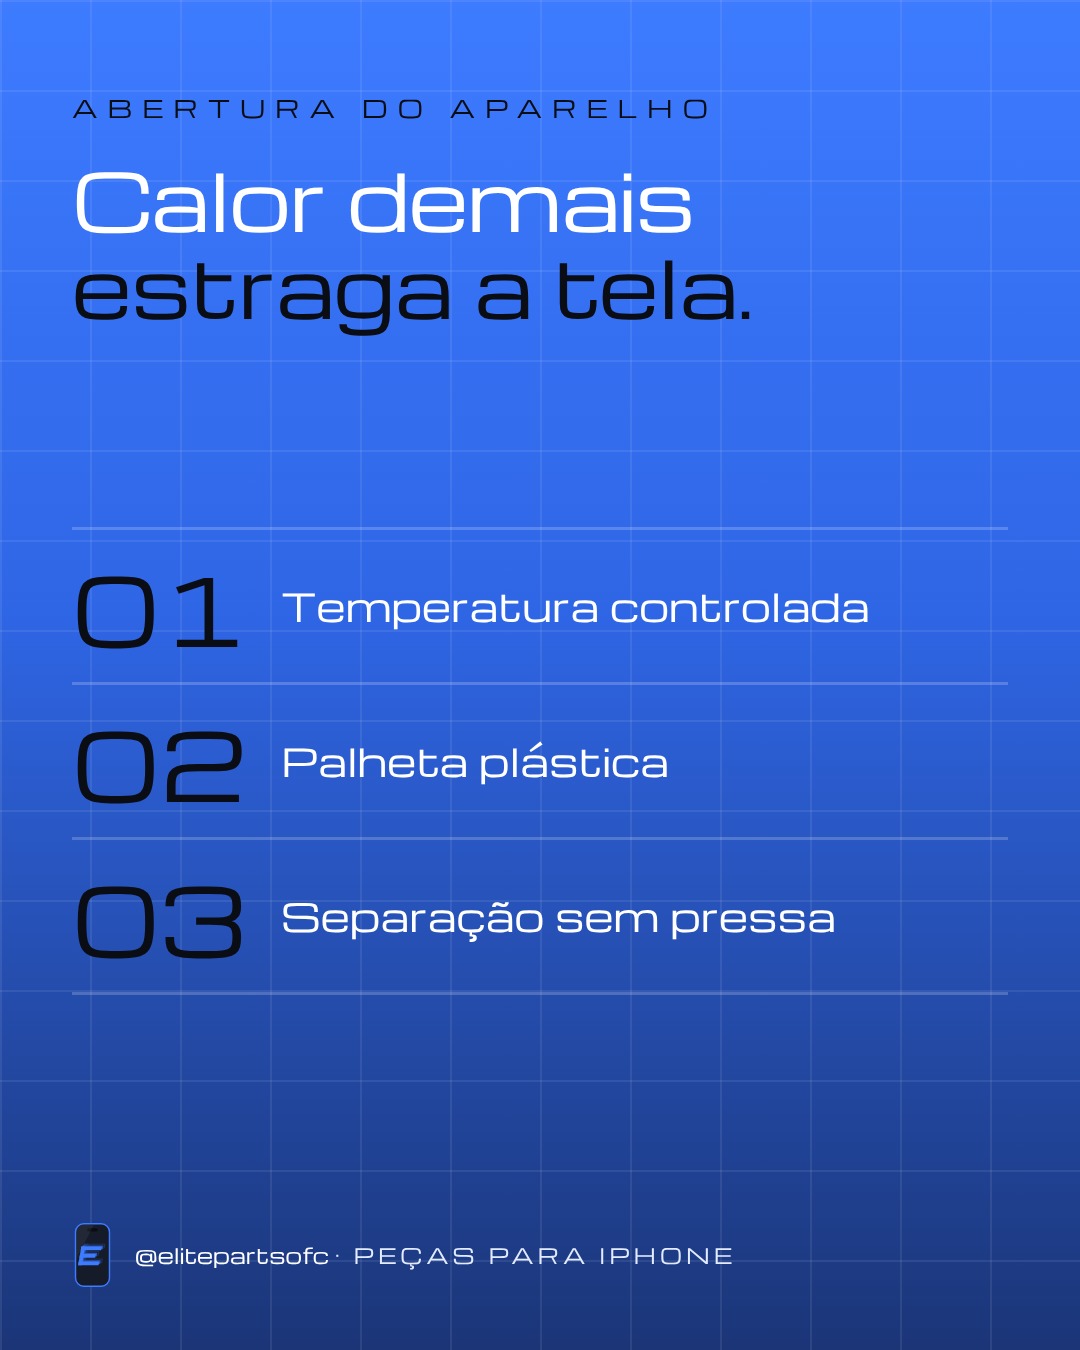 ABERTURA DO APARELHO
Calor demais
estraga a tela.
01 Temperatura controlada
02 Palheta plástica
03 Separação sem pressa
E @elitepartsofc · PEÇAS PARA IPHONE